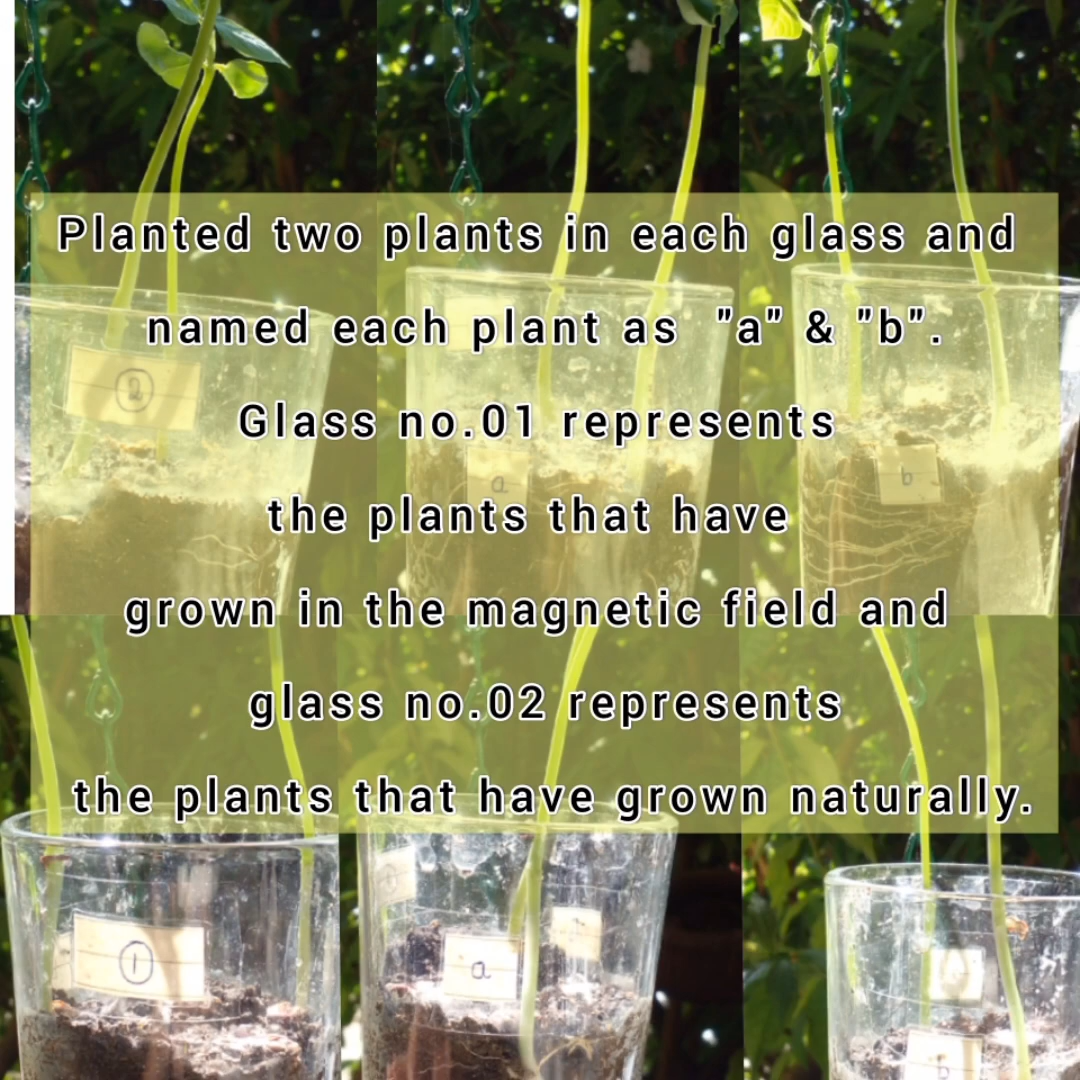 Planted two plants in each glass and
named each plant as "a" & "b".
Glass no.01 represents
the plants that have
grown in the magnetic field and
glass no.02 represents
the plants that have grown naturally.
2
a
b
1
a
b